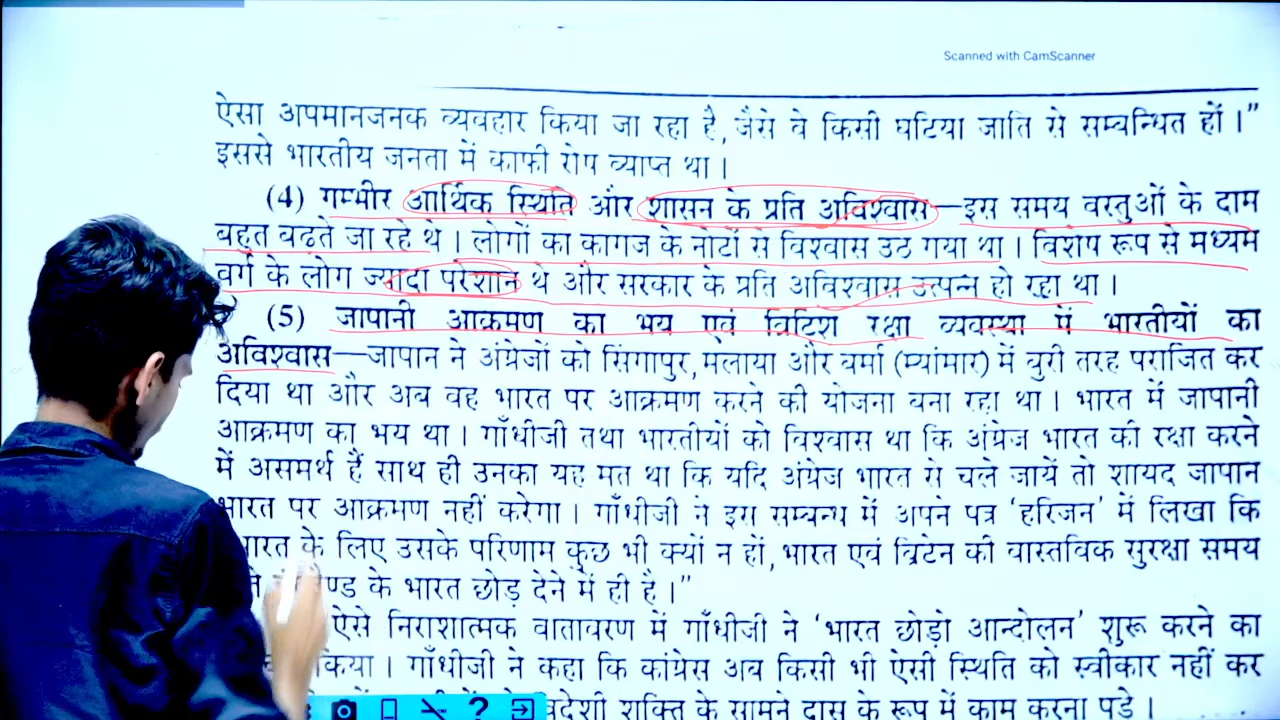 Scanned with CamScanner
ऐसा अपमानजनक व्यवहार किया जा रहा है, जैसे वे किसी घटिया जाति से सम्बन्धित हों।"
इससे भारतीय जनता में काफी रोष व्याप्त था।
(4) गम्भीर आर्थिक स्थिति और शासन के प्रति अविश्वास—इस समय वस्तुओं के दाम
बहुत बढ़ते जा रहे थे। लोगों का कागज के नोटों से विश्वास उठ गया था। विशेष रूप से मध्यम
वर्ग के लोग ज्यादा परेशान थे और सरकार के प्रति अविश्वास उत्पन्न हो रहा था।
(5) जापानी आक्रमण का भय एवं ब्रिटिश रक्षा व्यवस्था में भारतीयों का
अविश्वास—जापान ने अंग्रेजों को सिंगापुर, मलाया और बर्मा (म्यांमार) में बुरी तरह पराजित कर
दिया था और अब वह भारत पर आक्रमण करने की योजना बना रहा था। भारत में जापानी
आक्रमण का भय था। गाँधीजी तथा भारतीयों को विश्वास था कि अंग्रेज भारत की रक्षा करने
में असमर्थ हैं साथ ही उनका यह मत था कि यदि अंग्रेज भारत से चले जायें तो शायद जापान
भारत पर आक्रमण नहीं करेगा। गाँधीजी ने इस सम्बन्ध में अपने पत्र 'हरिजन' में लिखा कि
के लिए उसके परिणाम कुछ भी क्यों न हों, भारत एवं ब्रिटेन की वास्तविक सुरक्षा समय
के भारत छोड़ देने में ही है।"
ऐसे निराशात्मक वातावरण में गाँधीजी ने 'भारत छोड़ो आन्दोलन' शुरू करने का
किया। गाँधीजी ने कहा कि कांग्रेस अब किसी भी ऐसी स्थिति को स्वीकार नहीं कर
शक्ति के सामने दास के रूप में काम करना पड़े।